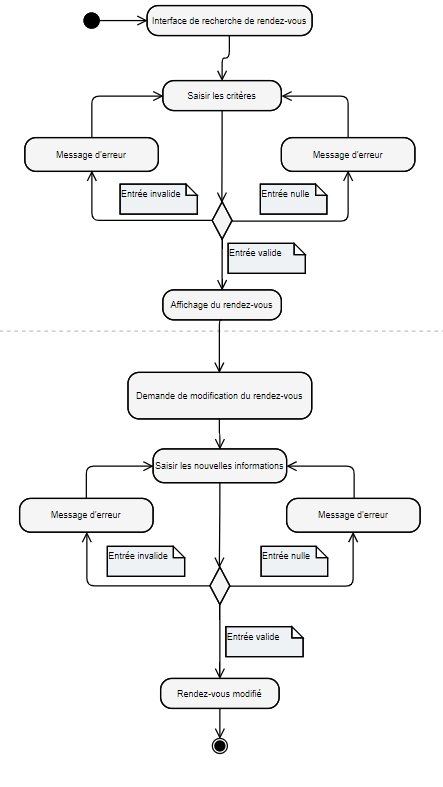 Interface de recherche de rendez-vous
Saisir les critères
Message d'erreur
Message d'erreur
Entrée invalide
Entrée nulle
Entrée valide
Affichage du rendez-vous
Demande de modification du rendez-vous
Saisir les nouvelles informations
Message d'erreur
Message d'erreur
Entrée invalide
Entrée nulle
Entrée valide
Rendez-vous modifié